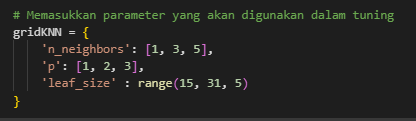 # Memasukkan parameter yang akan digunakan dalam tuning
gridKNN = {
    'n_neighbors': [1, 3, 5],
    'p': [1, 2, 3],
    'leaf_size' : range(15, 31, 5)
}